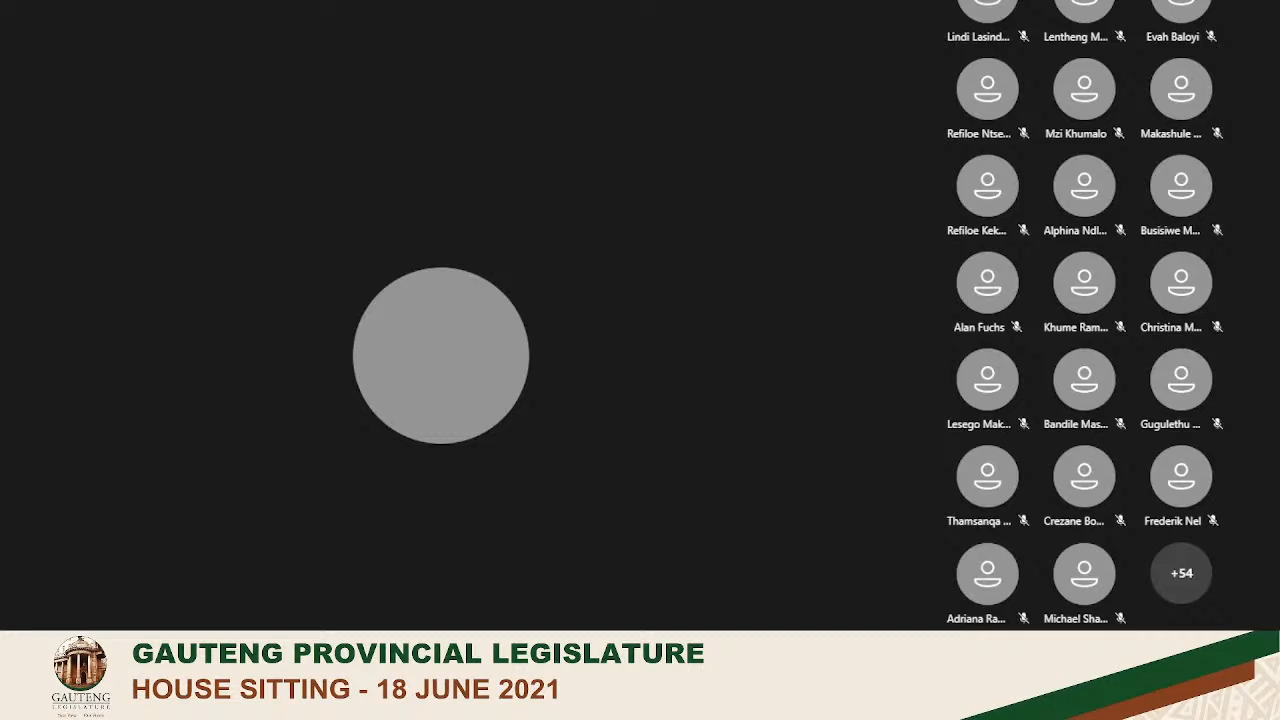 Lindi Lasind... Lentheng M... Evah Baloyi
Refiloe Ntse... Mzi Khumalo Makashule ...
Refiloe Kek... Alphina Ndl... Busisiwe M...
Alan Fuchs Khume Ram... Christina M...
Lesego Mak... Bandile Mas... Gugulethu ...
Thamsanqa ... Crezane Bo... Frederik Nel
+54
Adriana Ra... Michael Sha...
GAUTENG PROVINCIAL LEGISLATURE
HOUSE SITTING - 18 JUNE 2021
GAUTENG
LEGISLATURE